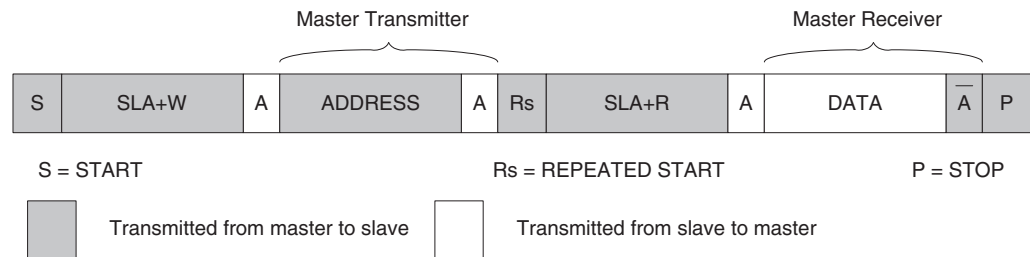 Master Transmitter Master Receiver
S SLA+W A ADDRESS A Rs SLA+R A DATA A̅ P
S = START Rs = REPEATED START P = STOP
Transmitted from master to slave Transmitted from slave to master